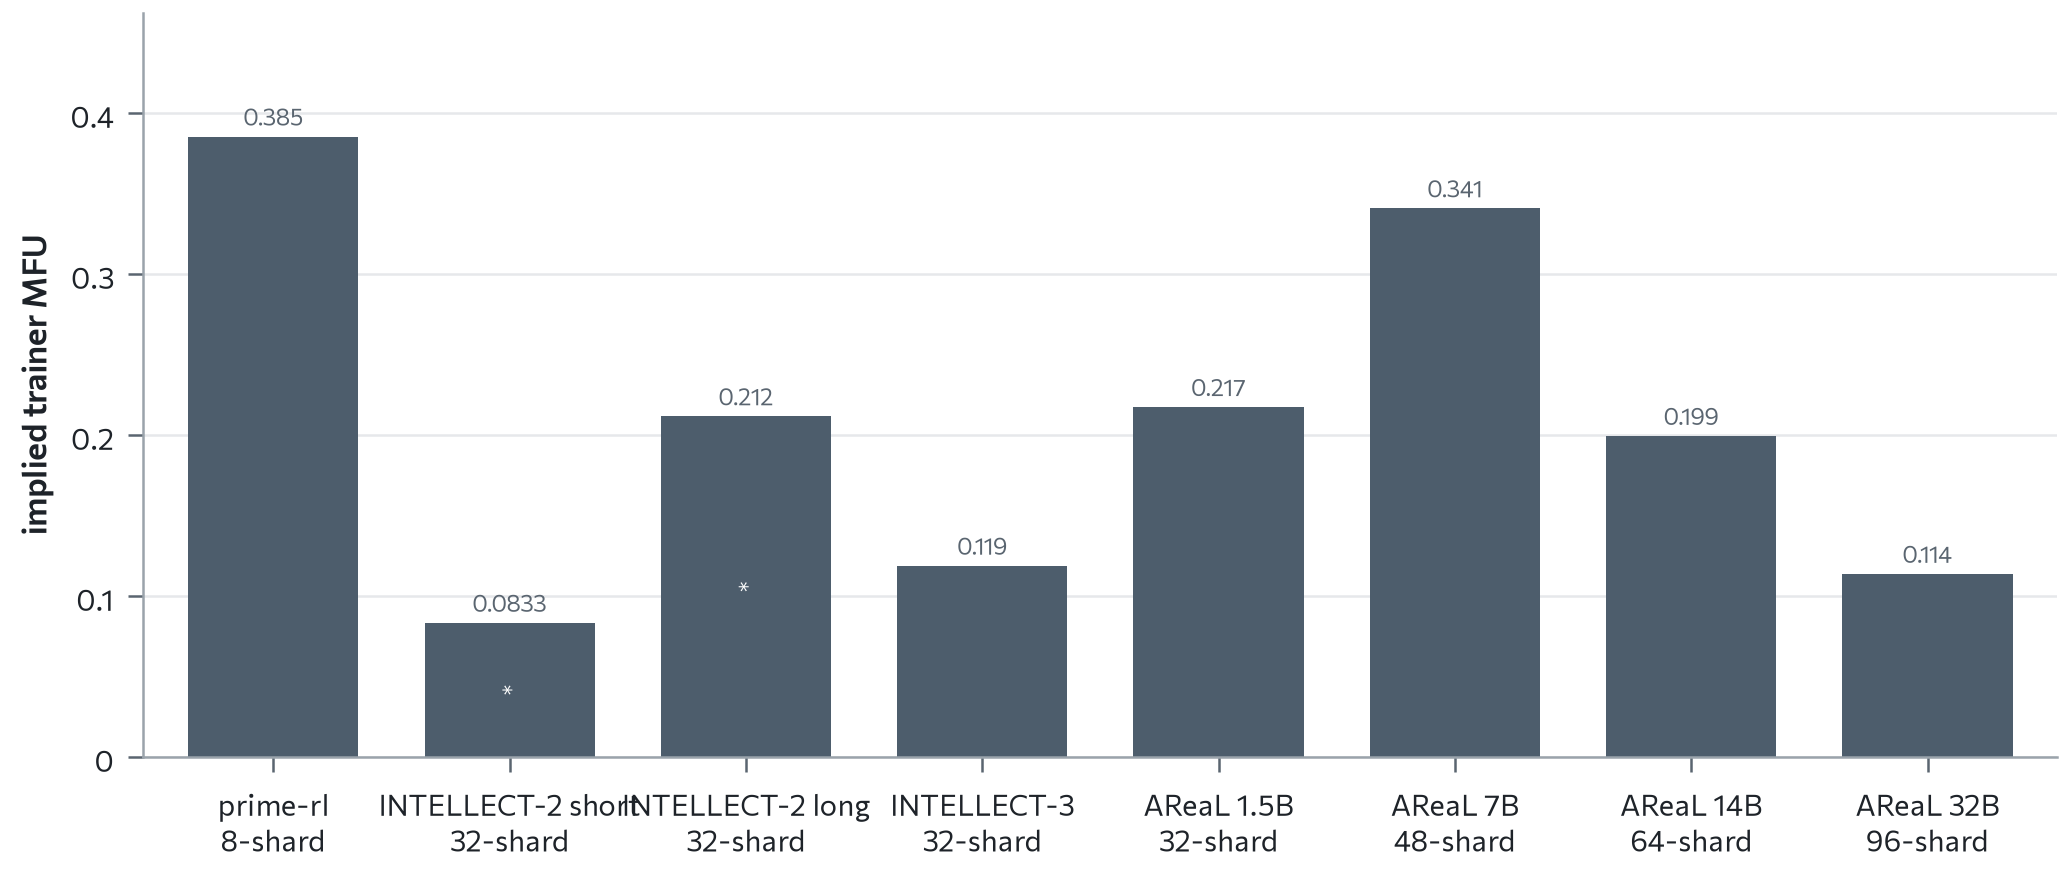 implied trainer MFU
0.4
0.3
0.2
0.1
0
0.385
0.0833
*
0.212
*
0.119
0.217
0.341
0.199
0.114
prime-rl
8-shard
INTELLECT-2 short
32-shard
INTELLECT-2 long
32-shard
INTELLECT-3
32-shard
AReaL 1.5B
32-shard
AReaL 7B
48-shard
AReaL 14B
64-shard
AReaL 32B
96-shard